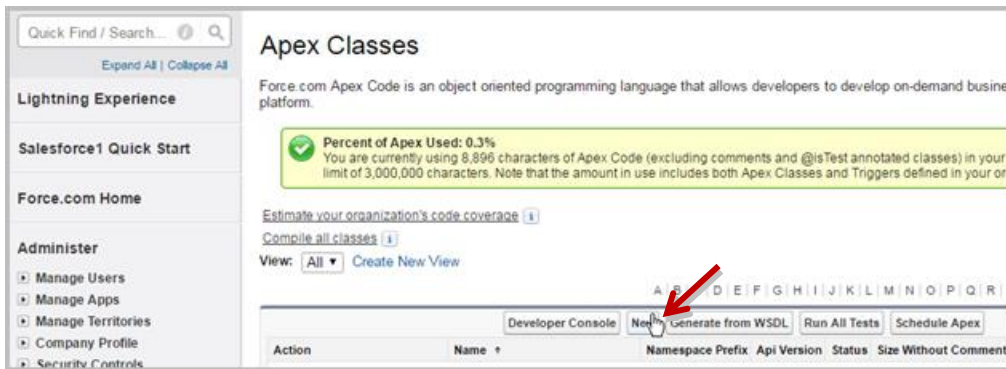 Quick Find / Search...
Expand All | Collapse All
Lightning Experience
Salesforce1 Quick Start
Force.com Home
Administer
Manage Users
Manage Apps
Manage Territories
Company Profile
Security Controls
Apex Classes
Force.com Apex Code is an object oriented programming language that allows developers to develop on-demand busine
platform.
Percent of Apex Used: 0.3%
You are currently using 8,896 characters of Apex Code (excluding comments and @isTest annotated classes) in your
limit of 3,000,000 characters. Note that the amount in use includes both Apex Classes and Triggers defined in your or
Estimate your organization's code coverage i
Compile all classes i
View: All Create New View
A | B | D | E | F | G | H | I | J | K | L | M | N | O | P | Q | R
Developer Console Generate from WSDL Run All Tests Schedule Apex
Action Name ↑ Namespace Prefix Api Version Status Size Without Comment